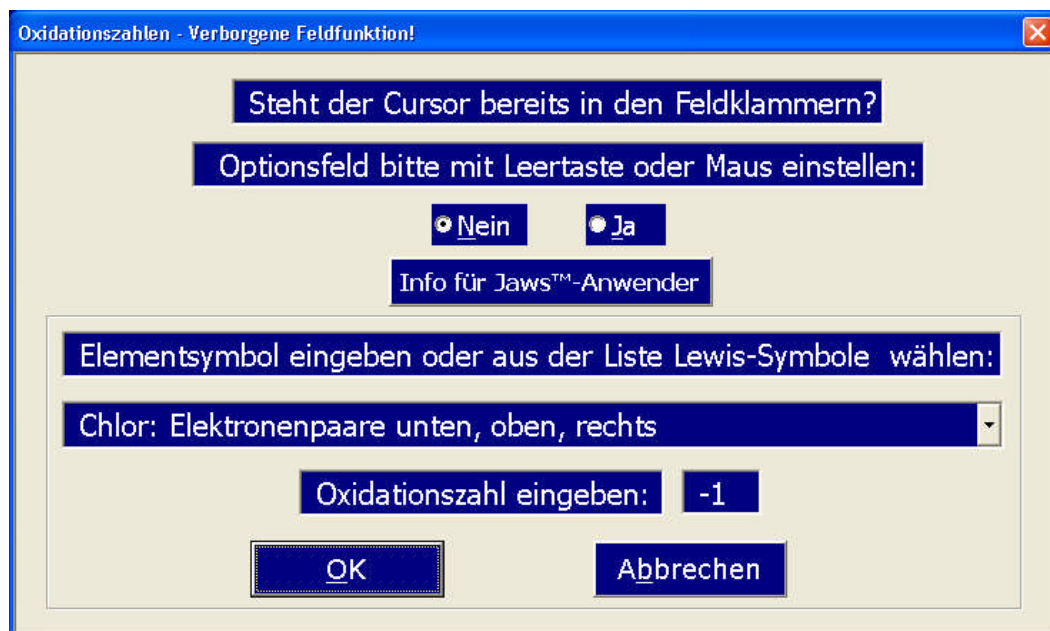 Oxidationszahlen - Verborgene Feldfunktion!
Steht der Cursor bereits in den Feldklammern?
Optionsfeld bitte mit Leertaste oder Maus einstellen:
Nein Ja
Info für Jaws™-Anwender
Elementsymbol eingeben oder aus der Liste Lewis-Symbole wählen:
Chlor: Elektronenpaare unten, oben, rechts
Oxidationszahl eingeben: -1
OK Abbrechen